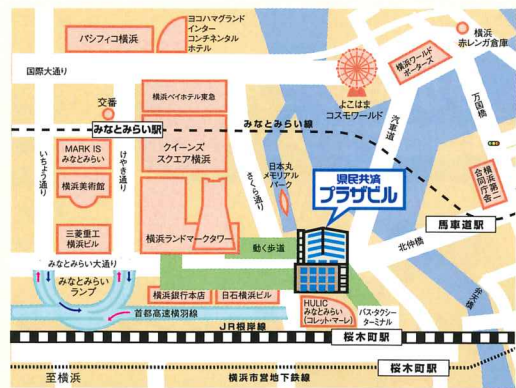 パシフィコ横浜
ヨコハマグランド
インター
コンチネンタル
ホテル
横浜
赤レンガ倉庫
横浜ワールド
ポーターズ
国際大通り
万国橋
よこはま
コスモワールド
汽車道
横浜ベイホテル東急
交番
みなとみらい駅
みなとみらい線
MARK IS
みなとみらい
クイーンズ
スクエア横浜
いちょう通り
けやき通り
さくら通り
日本丸
メモリアル
パーク
県民共済
プラザビル
横浜第二
合同庁舎
横浜美術館
馬車道駅
三菱重工
横浜ビル
横浜ランドマークタワー
動く歩道
北仲橋
みなとみらい大通り
みなとみらい
ランプ
弁天橋
横浜銀行本店
日石横浜ビル
HULIC
みなとみらい
(コレット・マーレ)
バス・タクシー
ターミナル
首都高速横羽線
JR根岸線
桜木町駅
桜木町駅
至横浜
横浜市営地下鉄線